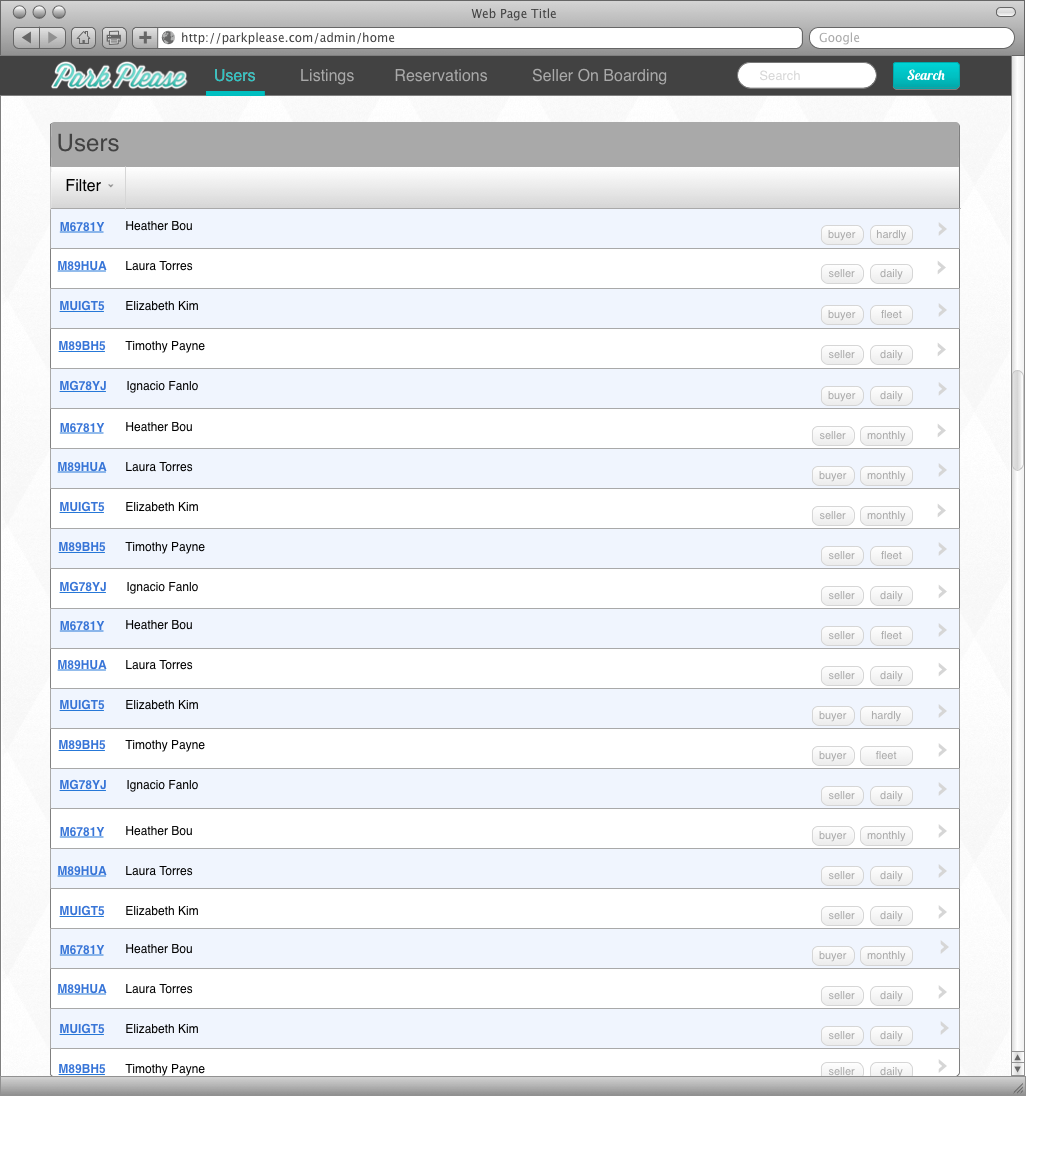 Web Page Title
http://parkplease.com/admin/home Google
Park Please Users Listings Reservations Seller On Boarding Search Search
Users
Filter
M6781Y Heather Bou buyer hardly
M89HUA Laura Torres seller daily
MUIGT5 Elizabeth Kim buyer fleet
M89BH5 Timothy Payne seller daily
MG78YJ Ignacio Fanlo buyer daily
M6781Y Heather Bou seller monthly
M89HUA Laura Torres buyer monthly
MUIGT5 Elizabeth Kim seller monthly
M89BH5 Timothy Payne seller fleet
MG78YJ Ignacio Fanlo seller daily
M6781Y Heather Bou seller fleet
M89HUA Laura Torres seller daily
MUIGT5 Elizabeth Kim buyer hardly
M89BH5 Timothy Payne buyer fleet
MG78YJ Ignacio Fanlo seller daily
M6781Y Heather Bou buyer monthly
M89HUA Laura Torres seller daily
MUIGT5 Elizabeth Kim seller daily
M6781Y Heather Bou buyer monthly
M89HUA Laura Torres seller daily
MUIGT5 Elizabeth Kim seller daily
M89BH5 Timothy Payne seller daily